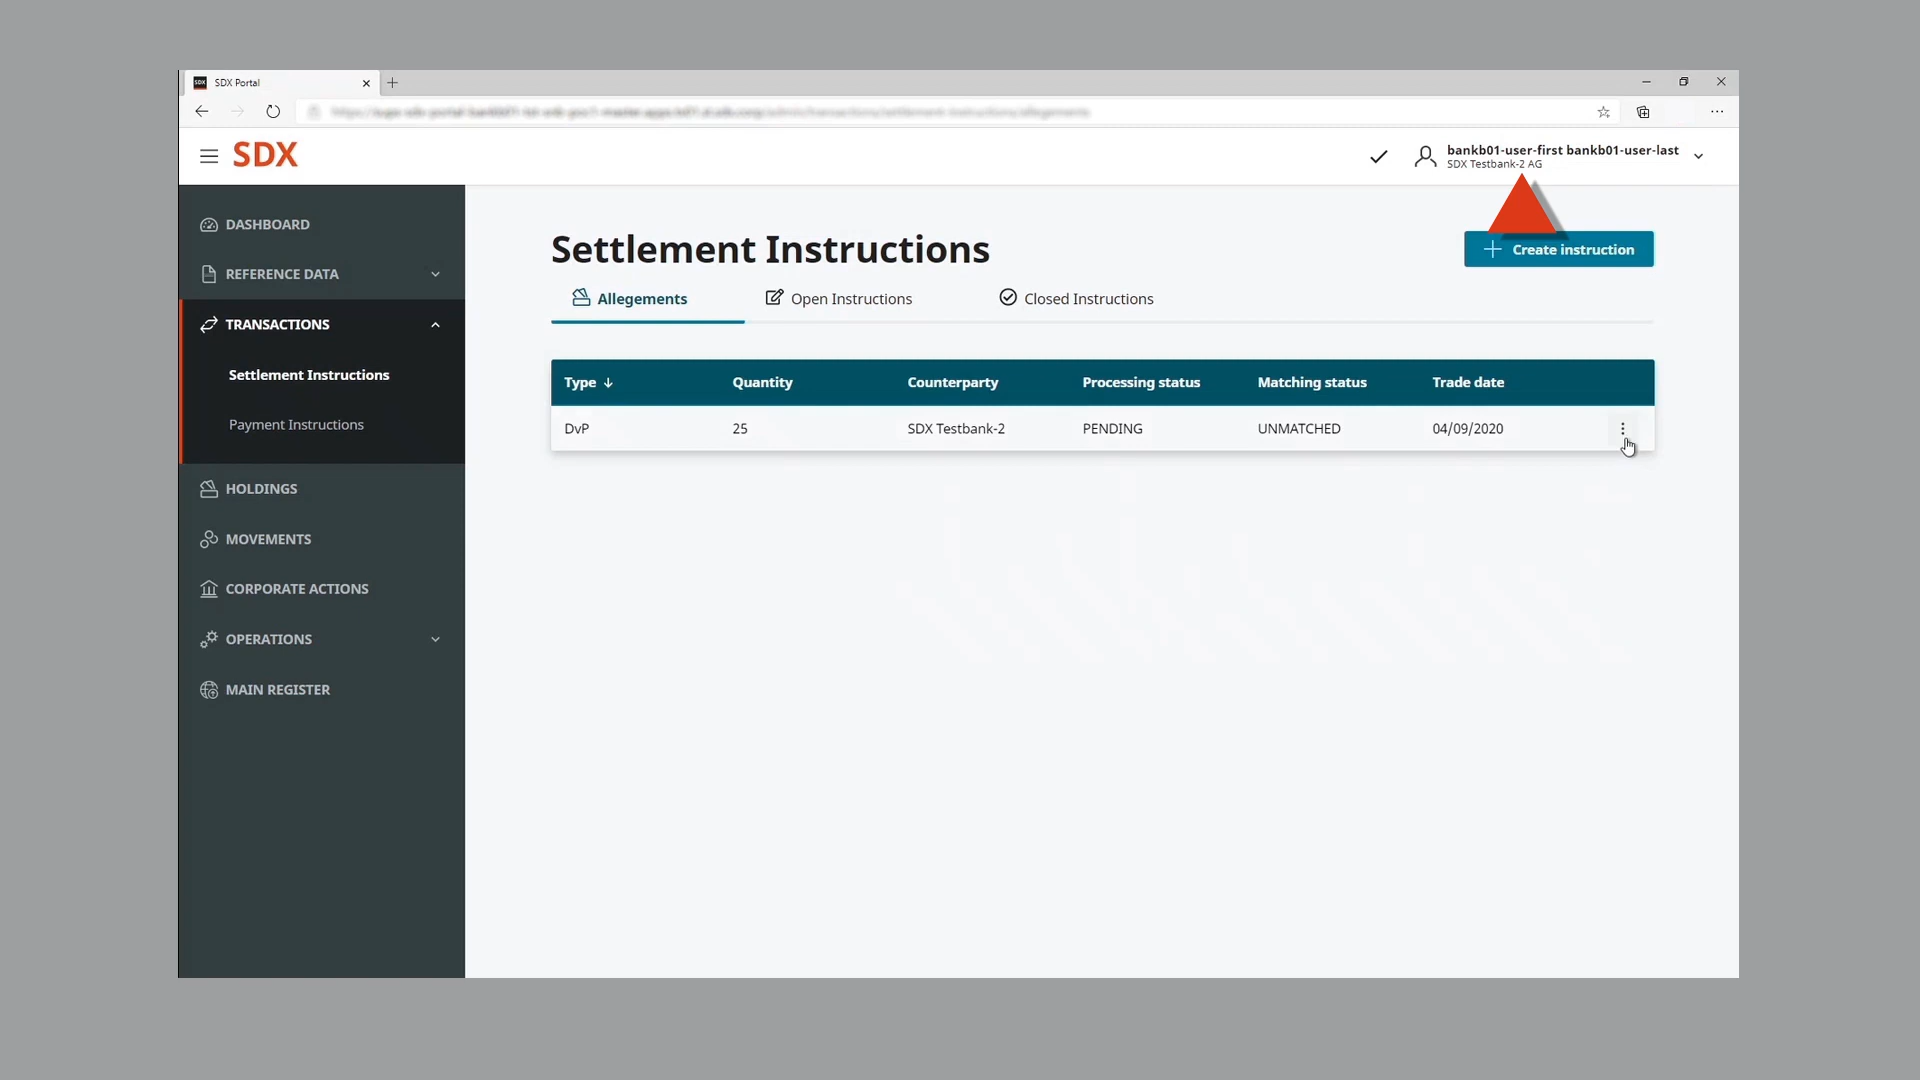 SDX Portal
SDX
bankb01-user-first bankb01-user-last
SDX Testbank-2 AG
DASHBOARD
REFERENCE DATA
TRANSACTIONS
Settlement Instructions
Payment Instructions
HOLDINGS
MOVEMENTS
CORPORATE ACTIONS
OPERATIONS
MAIN REGISTER
Settlement Instructions
Create instruction
Allegements Open Instructions Closed Instructions
Type Quantity Counterparty Processing status Matching status Trade date
DvP 25 SDX Testbank-2 PENDING UNMATCHED 04/09/2020